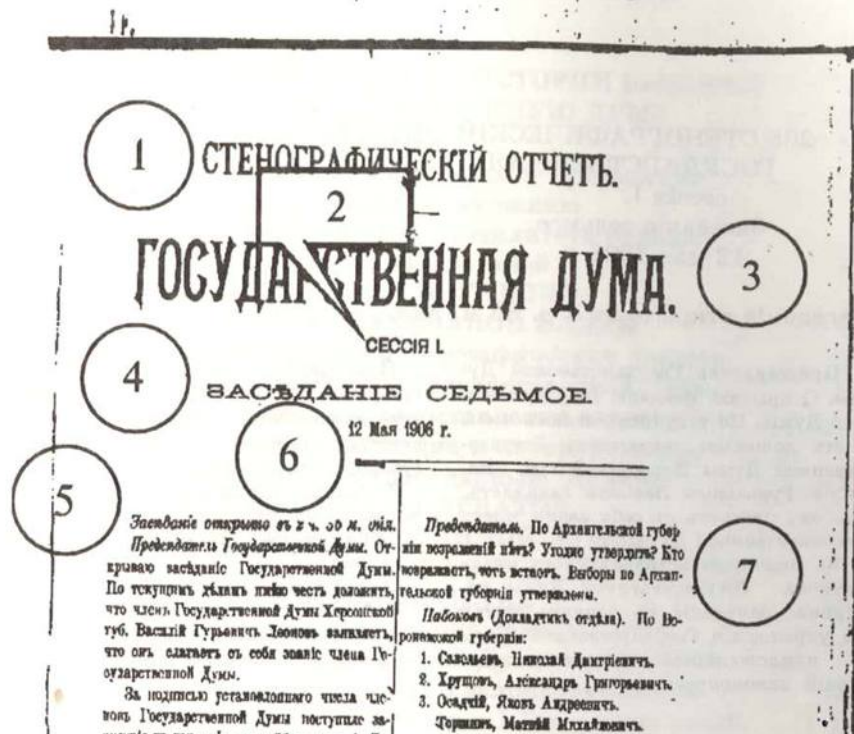 1 р.
1
СТЕНОГРАФИЧЕСКІЙ ОТЧЕТЪ.
2
ГОСУДАРСТВЕННАЯ ДУМА.
3
СЕССІЯ I.
4
ЗАСѢДАНІЕ СЕДЬМОЕ.
12 Мая 1906 г.
6
5
7
Засѣданіе открыто въ 2 ч. 30 м. дня.
Предсѣдатель Государственной Думы. От-
крываю засѣданіе Государственной Думы.
По текущимъ дѣламъ имѣю честь доложить,
что членъ Государственной Думы Херсонской
губ. Василій Гурьевичъ Леоновъ заявляетъ,
что онъ слагаетъ съ себя званіе члена Го-
сударственной Думы.
За подписью установленнаго числа чле-
новъ Государственной Думы поступило за-
Предсѣдатель. По Архангельской губер
ніи возраженій нѣтъ? Угодно утвердить? Кто
возражаетъ, тотъ встаетъ. Выборы по Архан-
гельской губерніи утверждены.
Набоковъ (Докладчикъ отдѣла). По Во-
ронежской губерніи:
1. Савельевъ, Николай Дмитріевичъ.
2. Хрущовъ, Александръ Григорьевичъ.
3. Осадчій, Яковъ Андреевичъ.
Матвѣй Михайловичъ.